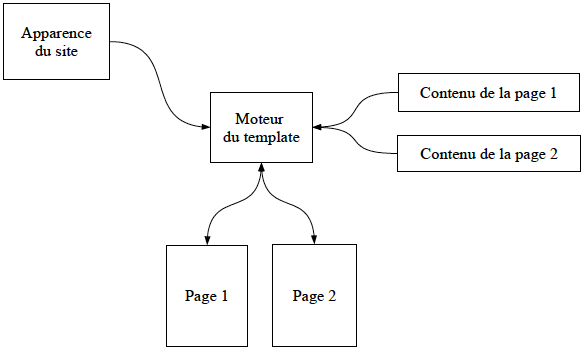 Apparence
du site
Moteur
du template
Contenu de la page 1
Contenu de la page 2
Page 1
Page 2